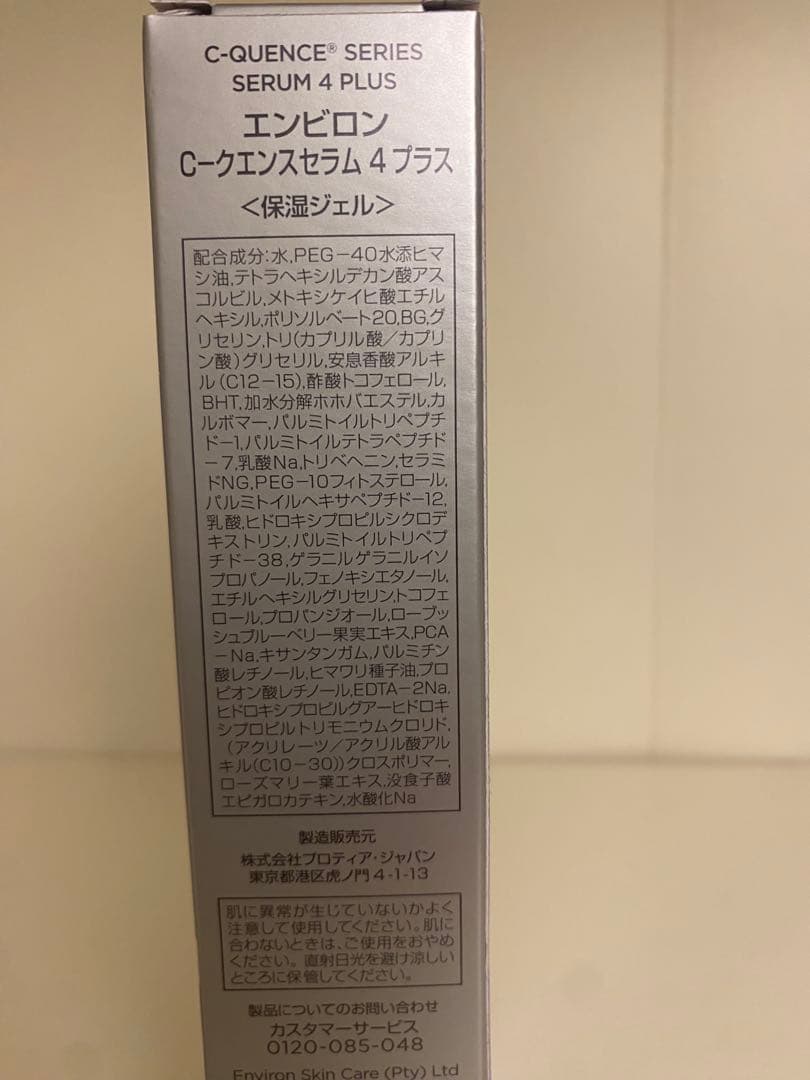 C-QUENCE® SERIES
SERUM 4 PLUS
エンビロン
Cークエンスセラム 4 プラス
<保湿ジェル>
配合成分:水,PEG-40水添ヒマ
シ油,テトラヘキシルデカン酸アス
コルビル,メトキシケイヒ酸エチル
ヘキシル,ポリソルベート20,BG,グ
リセリン,トリ(カプリル酸/カプリ
ン酸)グリセリル,安息香酸アルキ
ル(C12-15),酢酸トコフェロール,
BHT,加水分解ホホバエステル,カ
ルボマー,パルミトイルトリペプチ
ド-1,パルミトイルテトラペプチド
-7,乳酸Na,トリベヘニン,セラミ
ドNG,PEG-10フィトステロール,
パルミトイルヘキサペプチド-12,
乳酸,ヒドロキシプロピルシクロデ
キストリン,パルミトイルトリペプ
チド-38,ゲラニルゲラニルイソ
プロパノール,フェノキシエタノール,
エチルヘキシルグリセリン,トコフェ
ロール,プロパンジオール,ローブッ
シュブルーベリー果実エキス,PCA
-Na,キサンタンガム,パルミチン
酸レチノール,ヒマワリ種子油,プロ
ピオン酸レチノール,EDTA-2Na,
ヒドロキシプロピルグアーヒドロキ
シプロピルトリモニウムクロリド,
(アクリレーツ/アクリル酸アル
キル(C10-30))クロスポリマー,
ローズマリー葉エキス,没食子酸
エピガロカテキン,水酸化Na
製造販売元
株式会社プロティア・ジャパン
東京都港区虎ノ門4-1-13
肌に異常が生じていないかよく
注意して使用してください。肌に
合わないときは、ご使用をおやめ
ください。直射日光を避け涼しい
ところに保管してください。
製品についてのお問い合わせ
カスタマーサービス
0120-085-048
Environ Skin Care (Pty) Ltd